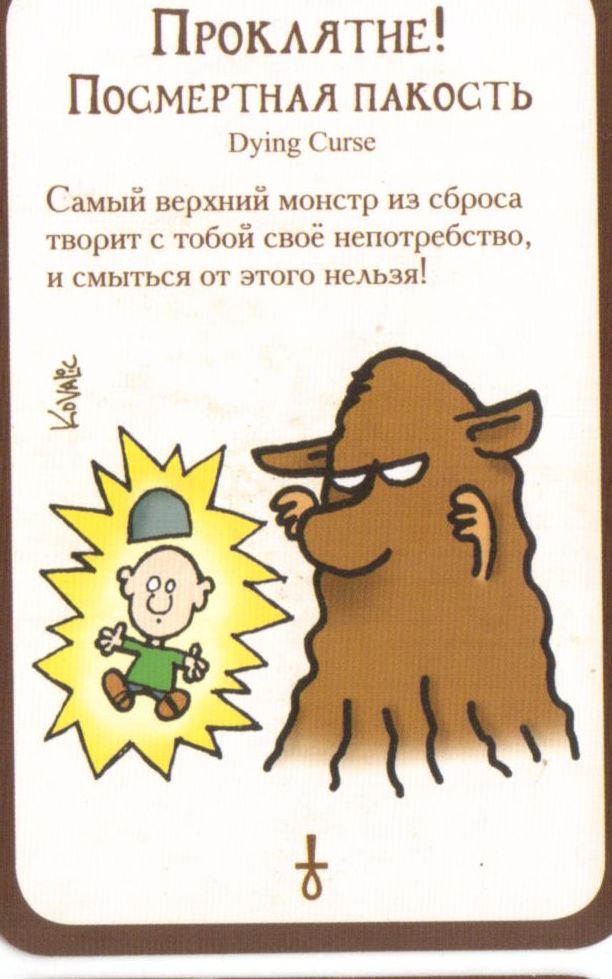 Проклятие!
Посмертная пакость
Dying Curse
Самый верхний монстр из сброса
творит с тобой своё непотребство,
и смыться от этого нельзя!
Kovalic